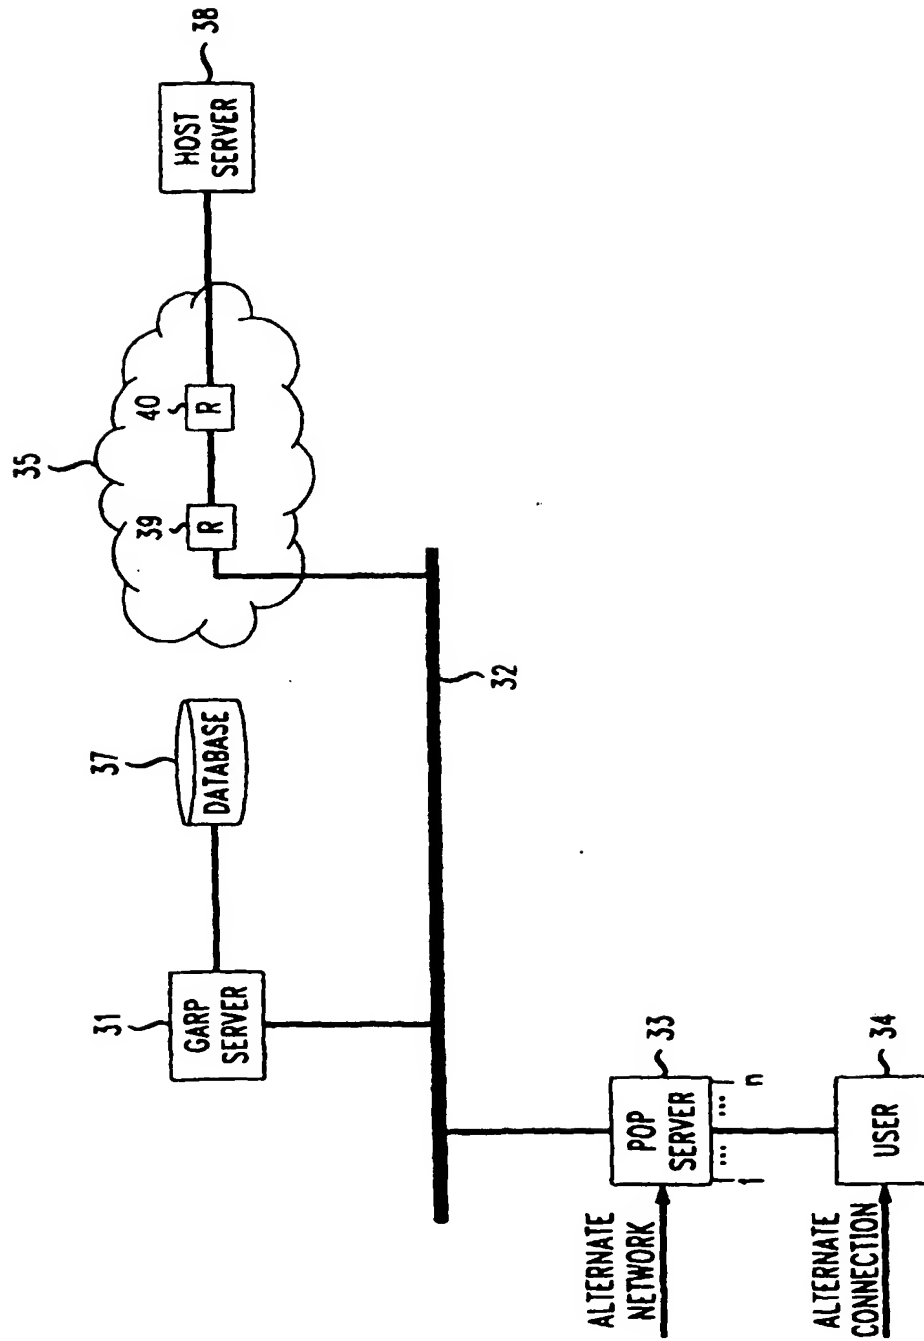 35
31
GARP
SERVER
37
DATABASE
39
R
40
R
38
HOST
SERVER
32
ALTERNATE
NETWORK
33
POP
SERVER
1 ... ... n
ALTERNATE
CONNECTION
34
USER